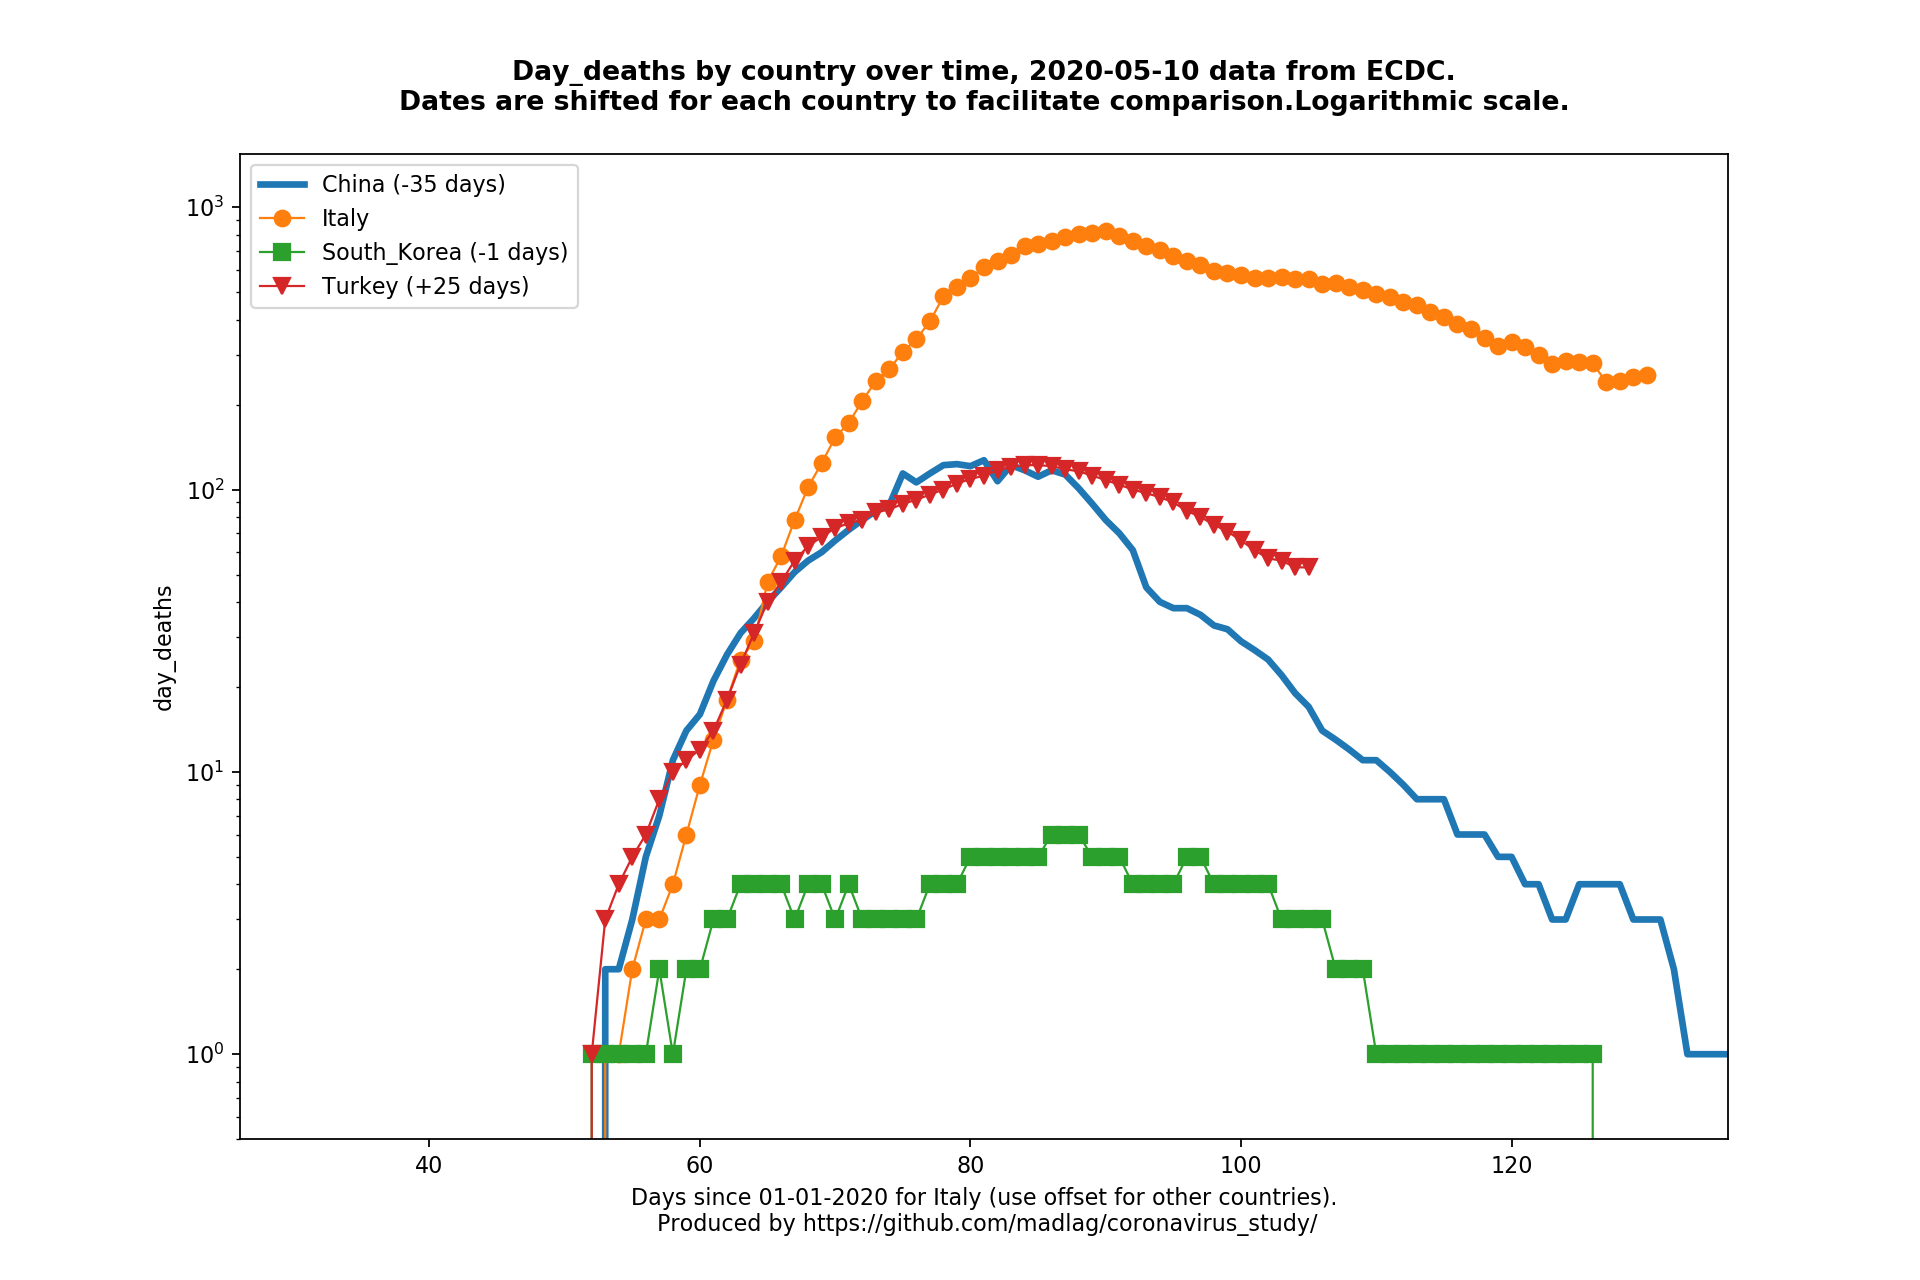 Day_deaths by country over time, 2020-05-10 data from ECDC.
Dates are shifted for each country to facilitate comparison.Logarithmic scale.
China (-35 days)
Italy
South_Korea (-1 days)
Turkey (+25 days)
10³
10²
10¹
10⁰
day_deaths
40 60 80 100 120
Days since 01-01-2020 for Italy (use offset for other countries).
Produced by https://github.com/madlag/coronavirus_study/